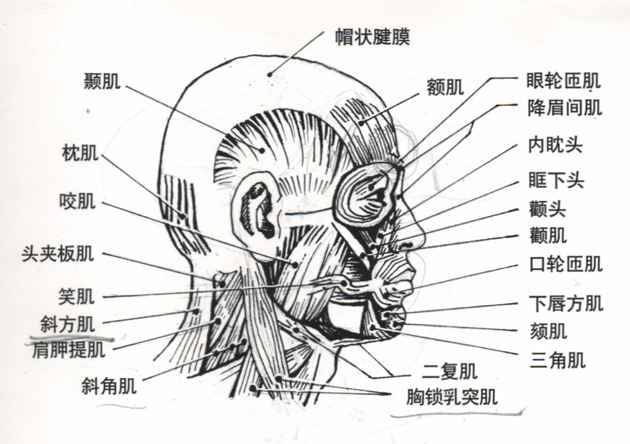 帽状腱膜
颞肌
额肌
眼轮匝肌
降眉间肌
枕肌
内眈头
眶下头
咬肌
颧头
颧肌
头夹板肌
口轮匝肌
笑肌
下唇方肌
斜方肌
颏肌
肩胛提肌
三角肌
二复肌
斜角肌
胸锁乳突肌